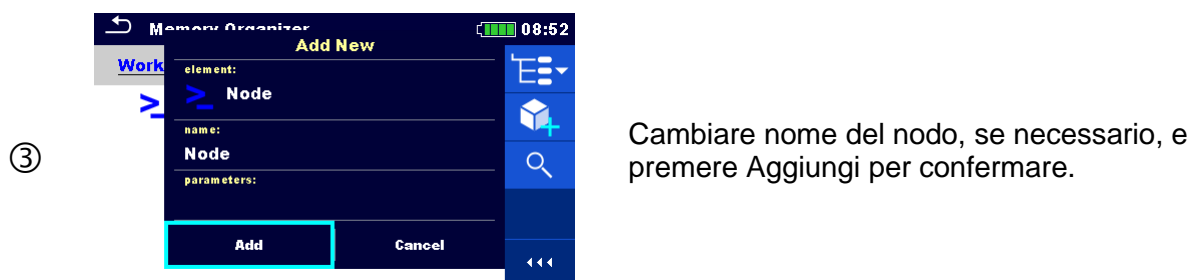 Memory Organizer 08:52
Add New
Work
element:
>_ Node
>_
name:
Node
parameters:
Add Cancel
③
Cambiare nome del nodo, se necessario, e
premere Aggiungi per confermare.